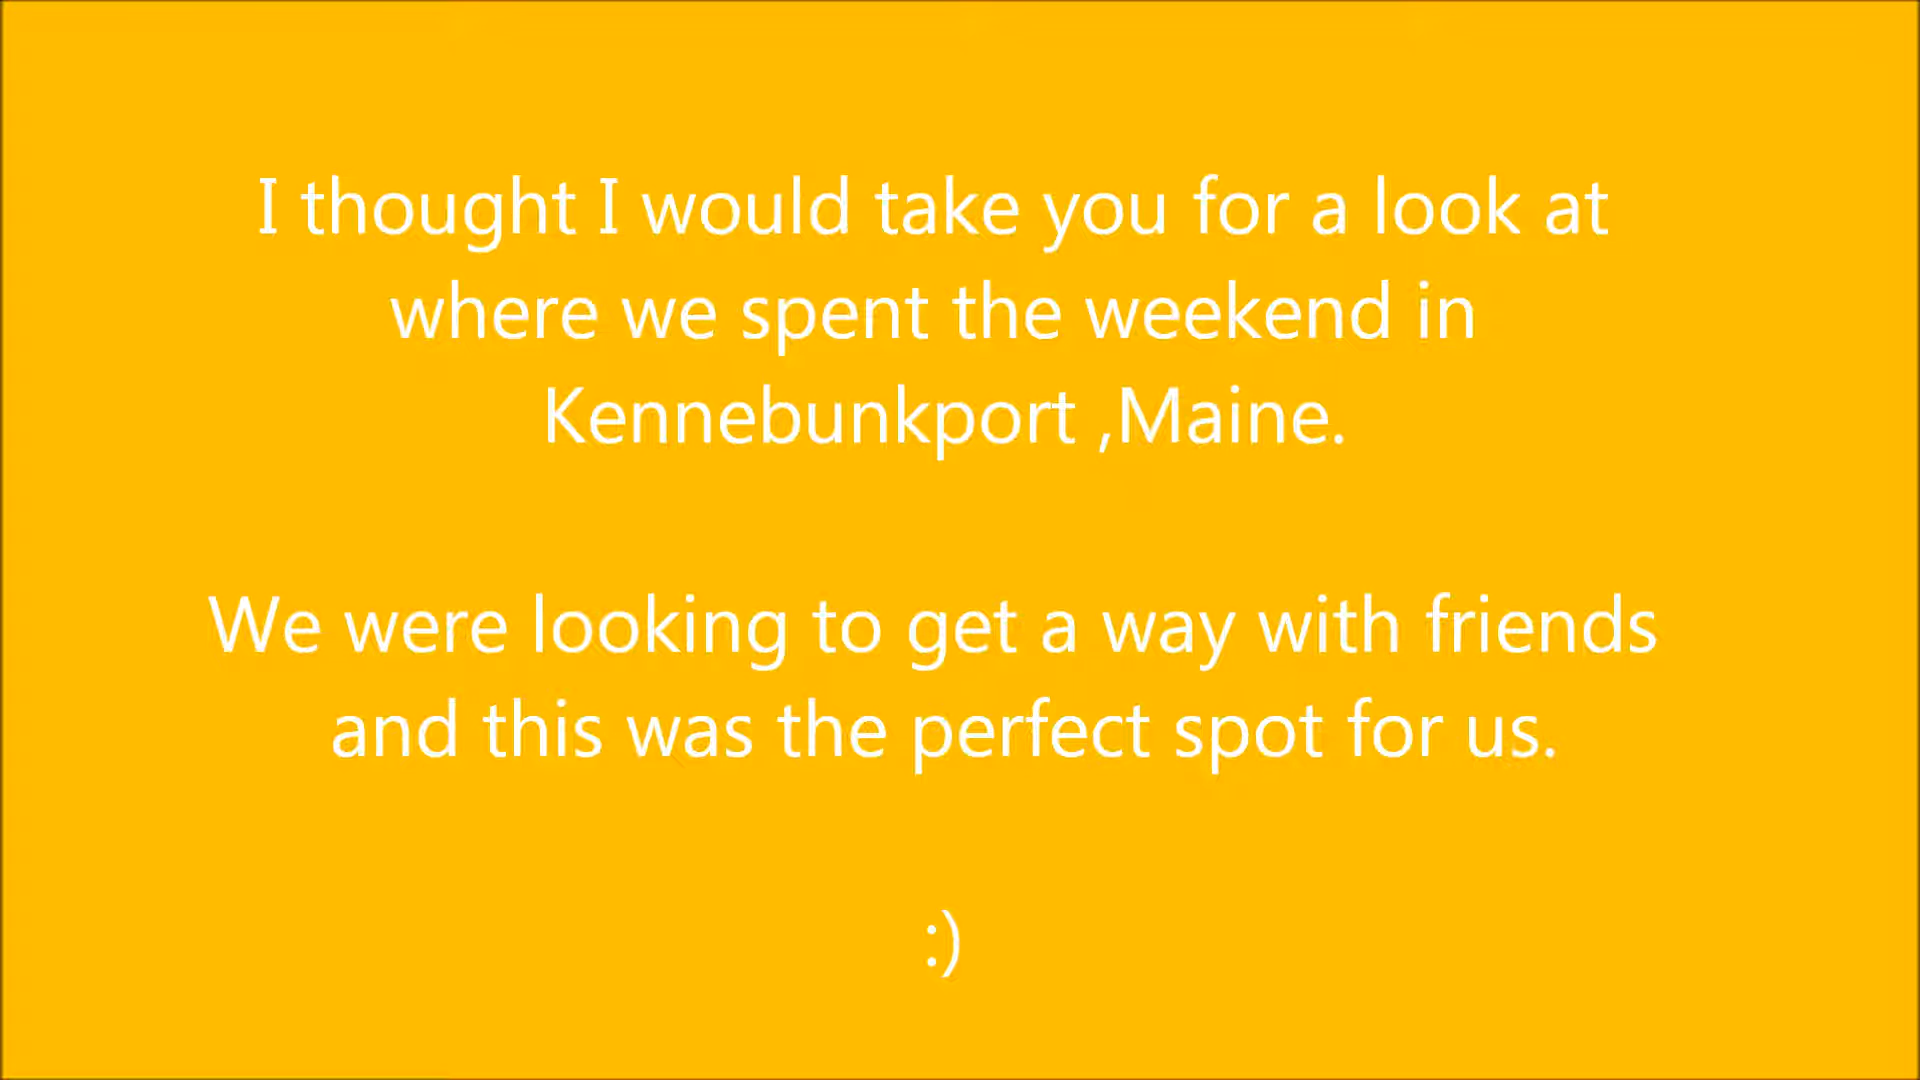 I thought I would take you for a look at
where we spent the weekend in
Kennebunkport ,Maine.
We were looking to get a way with friends
and this was the perfect spot for us.
:)